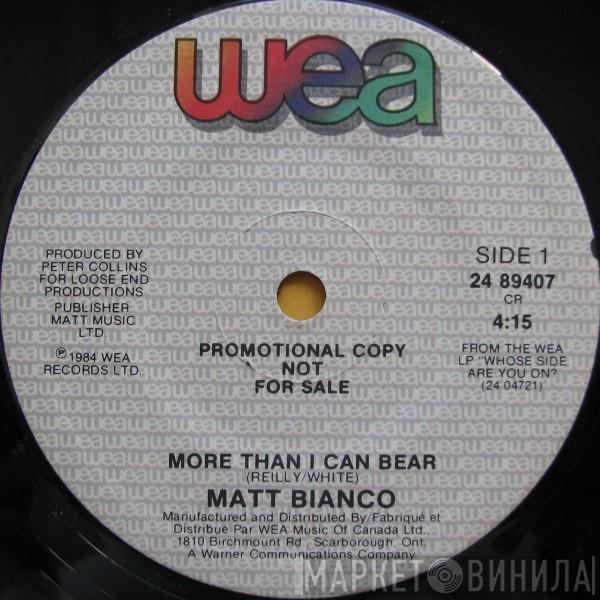 wea
PRODUCED BY
PETER COLLINS
FOR LOOSE END
PRODUCTIONS
PUBLISHER
MATT MUSIC
LTD.
℗ 1984 WEA
RECORDS LTD.
SIDE 1
24 89407
CR
4:15
FROM THE WEA
LP "WHOSE SIDE
ARE YOU ON?
(24 04721)
PROMOTIONAL COPY
NOT
FOR SALE
MORE THAN I CAN BEAR
(REILLY/WHITE)
MATT BIANCO
Manufactured and Distributed By/Fabriqué et
Distribué Par WEA Music Of Canada Ltd.,
1810 Birchmount Rd., Scarborough, Ont.
A Warner Communications Company
МАРКЕТ ВИНИЛА